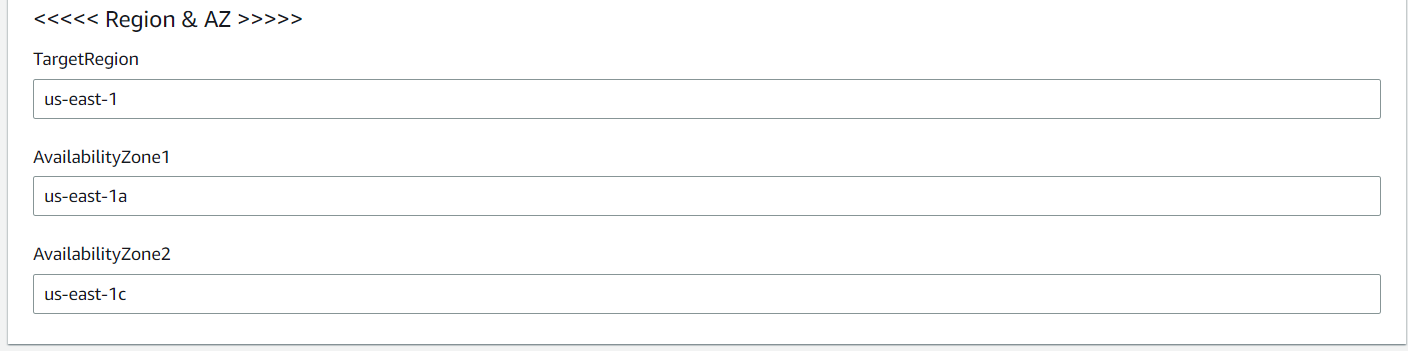 <<<<< Region & AZ >>>>>
TargetRegion
us-east-1
AvailabilityZone1
us-east-1a
AvailabilityZone2
us-east-1c